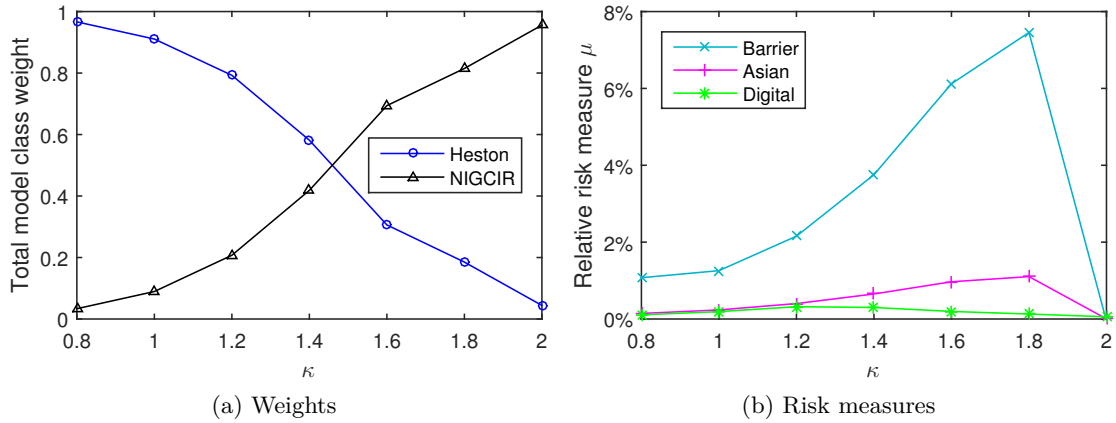 Total model class weight
1
0.8
0.6
0.4
0.2
0
0.8 1 1.2 1.4 1.6 1.8 2
κ
Heston
NIGCIR
(a) Weights
Relative risk measure μ
8%
6%
4%
2%
0%
0.8 1 1.2 1.4 1.6 1.8 2
κ
Barrier
Asian
Digital
(b) Risk measures